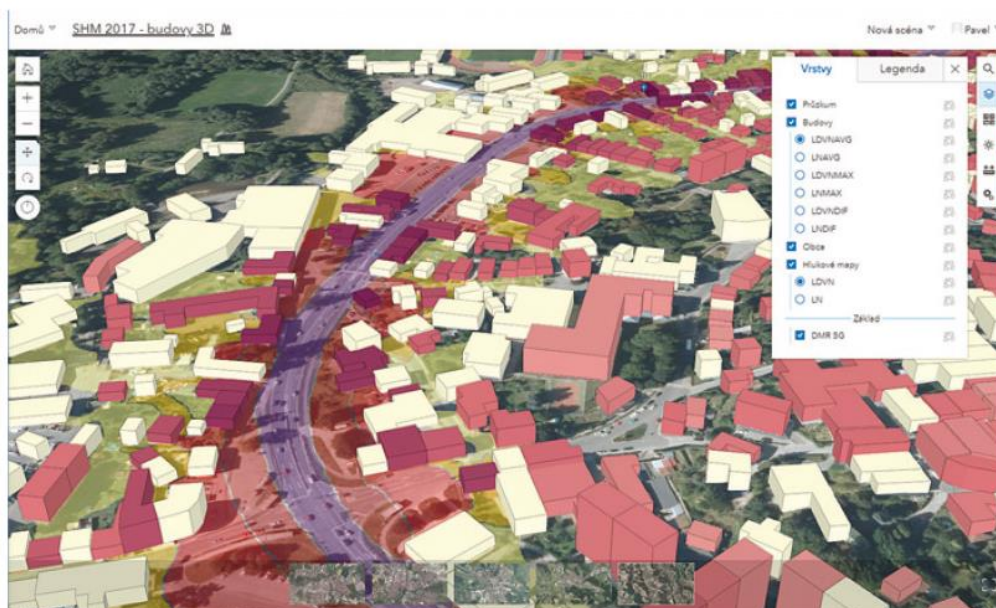 Domů SHM 2017 - budovy 3D Nová scéna Pavel
Vrstvy Legenda
Průzkum
Budovy
LDVNAVG
LNAVG
LDVNMAX
LNMAX
LDVNDIF
LNDIF
Obce
Hlukové mapy
LDVN
LN
Základ
DMR 5G